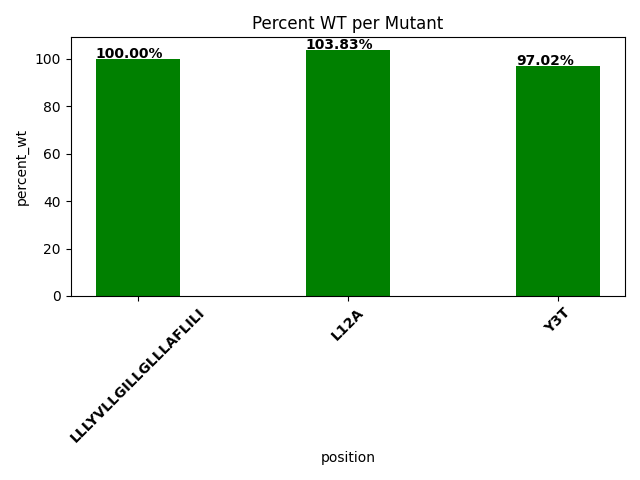 Percent WT per Mutant
percent_wt
100
80
60
40
20
0
100.00%
103.83%
97.02%
LLLYVLLGILLGLLLAFLILI
L12A
Y3T
position